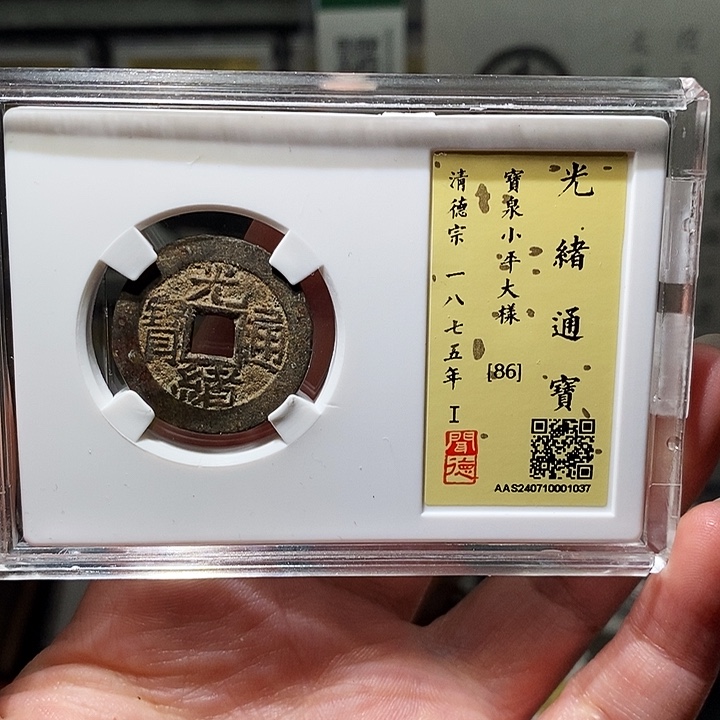 光緒通寶
光緒通寶
寶泉小平大樣
[86]
清德宗 一八七五年 I
聞德
AAS240710001037